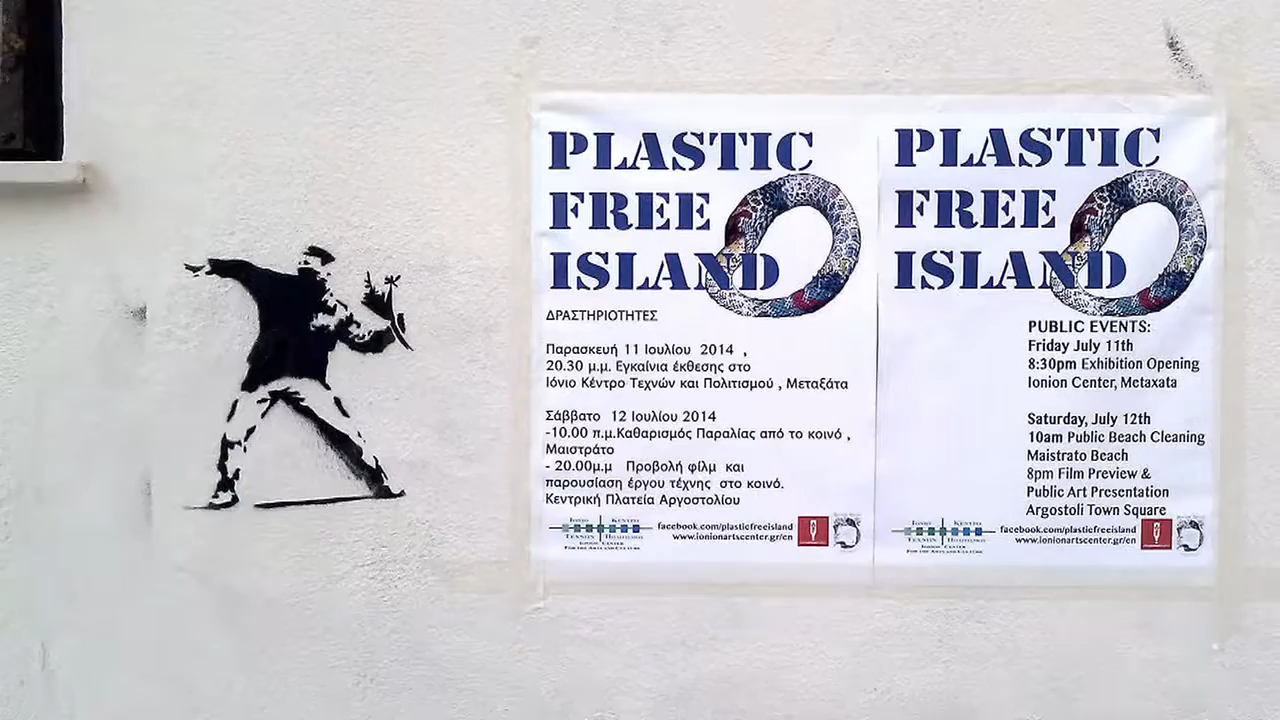 PLASTIC
FREE
ISLAND
ΔΡΑΣΤΗΡΙΟΤΗΤΕΣ
Παρασκευή 11 Ιουλίου 2014 ,
20.30 μ.μ. Εγκαίνια έκθεσης στο
Ιόνιο Κέντρο Τεχνών και Πολιτισμού , Μεταξάτα
Σάββατο 12 Ιουλίου 2014
-10.00 π.μ.Καθαρισμός Παραλίας από το κοινό ,
Μαιστράτο
- 20.00μ.μ Προβολή φίλμ και
παρουσίαση έργου τέχνης στο κοινό.
Κεντρική Πλατεία Αργοστολίου
facebook.com/plasticfreeisland
www.ionionartscenter.gr/en
PLASTIC
FREE
ISLAND
PUBLIC EVENTS:
Friday July 11th
8:30pm Exhibition Opening
Ionion Center, Metaxata
Saturday, July 12th
10am Public Beach Cleaning
Maistrato Beach
8pm Film Preview &
Public Art Presentation
Argostoli Town Square
facebook.com/plasticfreeisland
www.ionionartscenter.gr/en